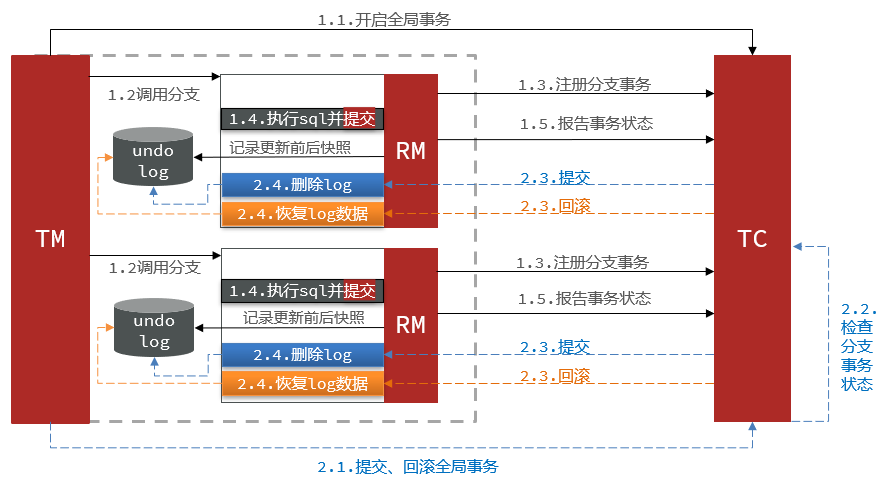 1.1.开启全局事务
TM
TC
1.2调用分支
1.3.注册分支事务
1.4.执行sql并提交
1.5.报告事务状态
undo
log
记录更新前后快照
RM
2.4.删除log
2.3.提交
2.4.恢复log数据
2.3.回滚
1.2调用分支
1.3.注册分支事务
1.4.执行sql并提交
1.5.报告事务状态
undo
log
记录更新前后快照
RM
2.4.删除log
2.3.提交
2.4.恢复log数据
2.3.回滚
2.2.
检查
分支
事务
状态
2.1.提交、回滚全局事务